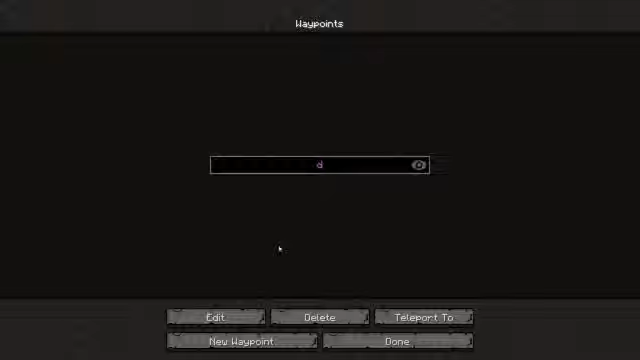 Waypoints
d
Edit
Delete
Teleport To
New Waypoint
Done